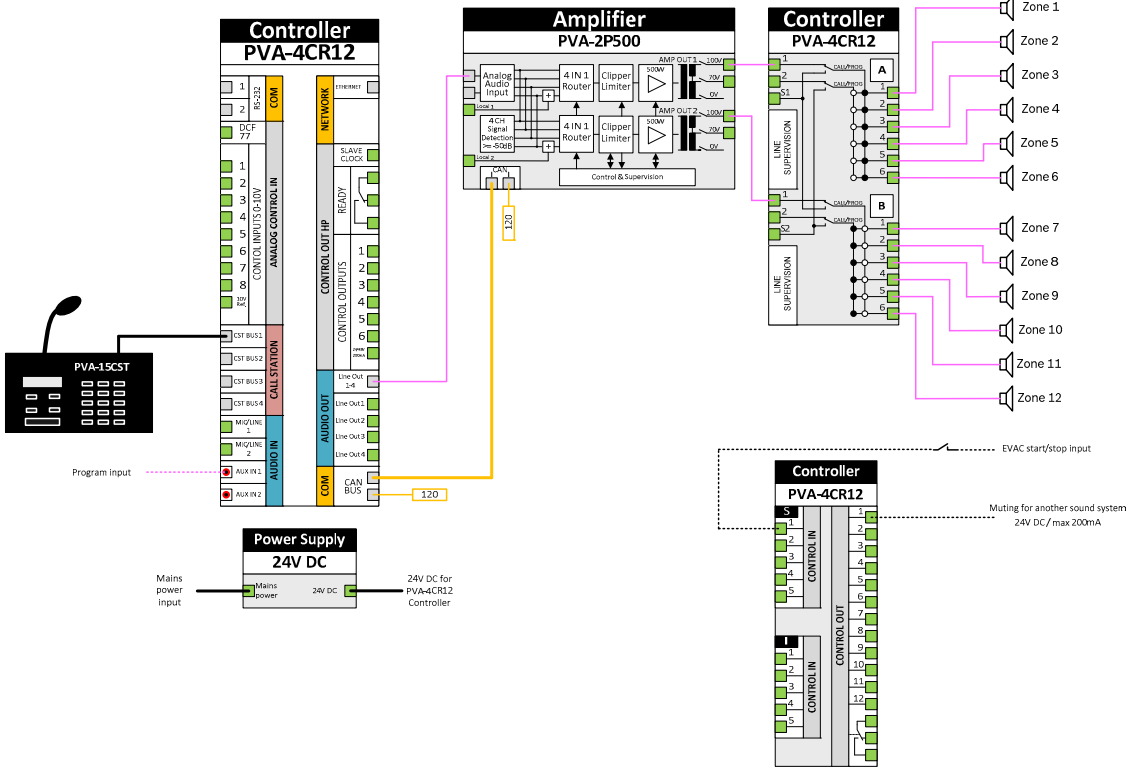 Controller
PVA-4CR12
1
2
RS-232
COM
DCF
77
1
2
3
4
5
6
7
8
10V
Ref.
CONTOL INPUTS 0-10V
ANALOG CONTROL IN
CST BUS1
CST BUS2
CST BUS3
CST BUS4
CALL STATION
MIC/LINE
1
MIC/LINE
2
AUX IN 1
AUX IN 2
AUDIO IN
NETWORK
ETHERNET
SLAVE
CLOCK
READY
CONTROL OUT HP
CONTROL OUTPUTS
1
2
3
4
5
6
Line Out
1-4
Line Out1
Line Out2
Line Out3
Line Out4
AUDIO OUT
COM
CAN
BUS
120
PVA-15CST
Program input
Power Supply
24V DC
Mains
power
24V DC
Mains
power
input
24V DC for
PVA-4CR12
Controller
Amplifier
PVA-2P500
Analog
Audio
Input
Local 1
4 CH
Signal
Detection
>= -50dB
Local 2
+
+
4 IN 1
Router
Clipper
Limiter
500W
AMP OUT 1
100V
70V
0V
4 IN 1
Router
Clipper
Limiter
500W
AMP OUT 2
100V
70V
0V
CAN
Control & Supervision
120
Controller
PVA-4CR12
1
2
S1
CALL/PROG
A
LINE
SUPERVISION
1
2
3
4
5
6
1
2
S2
CALL/PROG
CALL/PROG
B
LINE
SUPERVISION
1
2
3
4
5
6
Zone 1
Zone 2
Zone 3
Zone 4
Zone 5
Zone 6
Zone 7
Zone 8
Zone 9
Zone 10
Zone 11
Zone 12
EVAC start/stop input
Controller
PVA-4CR12
S
1
2
3
4
5
CONTROL IN
I
1
2
3
4
5
CONTROL IN
CONTROL OUT
1
2
3
4
5
6
7
8
9
10
11
12
Muting for another sound system
24V DC/ max 200mA